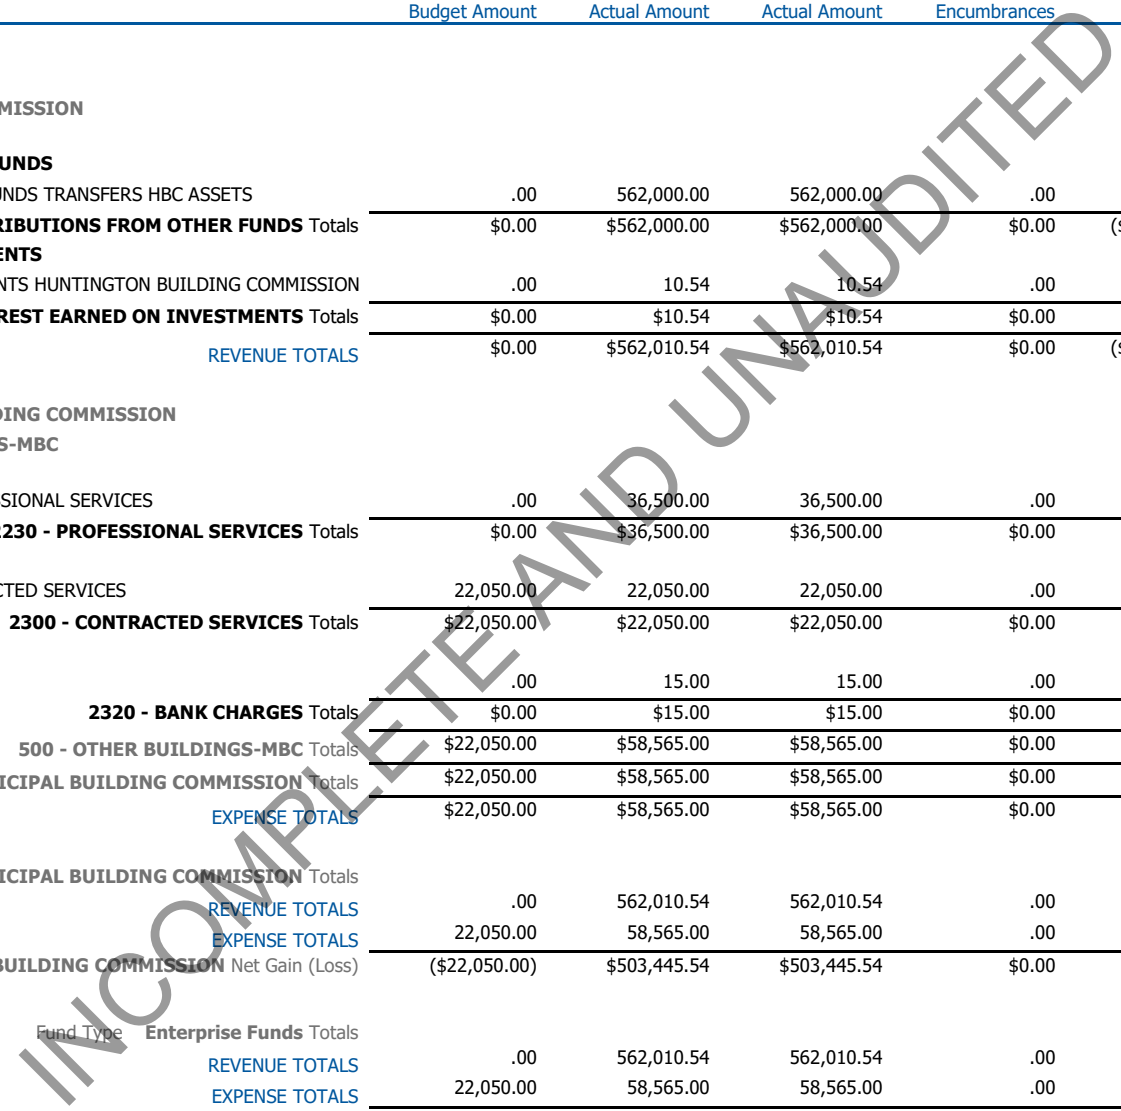 Budget Amount Actual Amount Actual Amount Encumbrances
MISSION
UNDS
UNDS TRANSFERS HBC ASSETS .00 562,000.00 562,000.00 .00
RIBUTIONS FROM OTHER FUNDS Totals $0.00 $562,000.00 $562,000.00 $0.00 ($
ENTS
NTS HUNTINGTON BUILDING COMMISSION .00 10.54 10.54 .00
REST EARNED ON INVESTMENTS Totals $0.00 $10.54 $10.54 $0.00
REVENUE TOTALS $0.00 $562,010.54 $562,010.54 $0.00 ($
DING COMMISSION
S-MBC
SSIONAL SERVICES .00 36,500.00 36,500.00 .00
2230 - PROFESSIONAL SERVICES Totals $0.00 $36,500.00 $36,500.00 $0.00
CTED SERVICES 22,050.00 22,050.00 22,050.00 .00
2300 - CONTRACTED SERVICES Totals $22,050.00 $22,050.00 $22,050.00 $0.00
.00 15.00 15.00 .00
2320 - BANK CHARGES Totals $0.00 $15.00 $15.00 $0.00
500 - OTHER BUILDINGS-MBC Totals $22,050.00 $58,565.00 $58,565.00 $0.00
ICIPAL BUILDING COMMISSION Totals $22,050.00 $58,565.00 $58,565.00 $0.00
EXPENSE TOTALS $22,050.00 $58,565.00 $58,565.00 $0.00
ICIPAL BUILDING COMMISSION Totals
REVENUE TOTALS .00 562,010.54 562,010.54 .00
EXPENSE TOTALS 22,050.00 58,565.00 58,565.00 .00
BUILDING COMMISSION Net Gain (Loss) ($22,050.00) $503,445.54 $503,445.54 $0.00
Fund Type Enterprise Funds Totals
REVENUE TOTALS .00 562,010.54 562,010.54 .00
EXPENSE TOTALS 22,050.00 58,565.00 58,565.00 .00
INCOMPLETE AND UNAUDITED